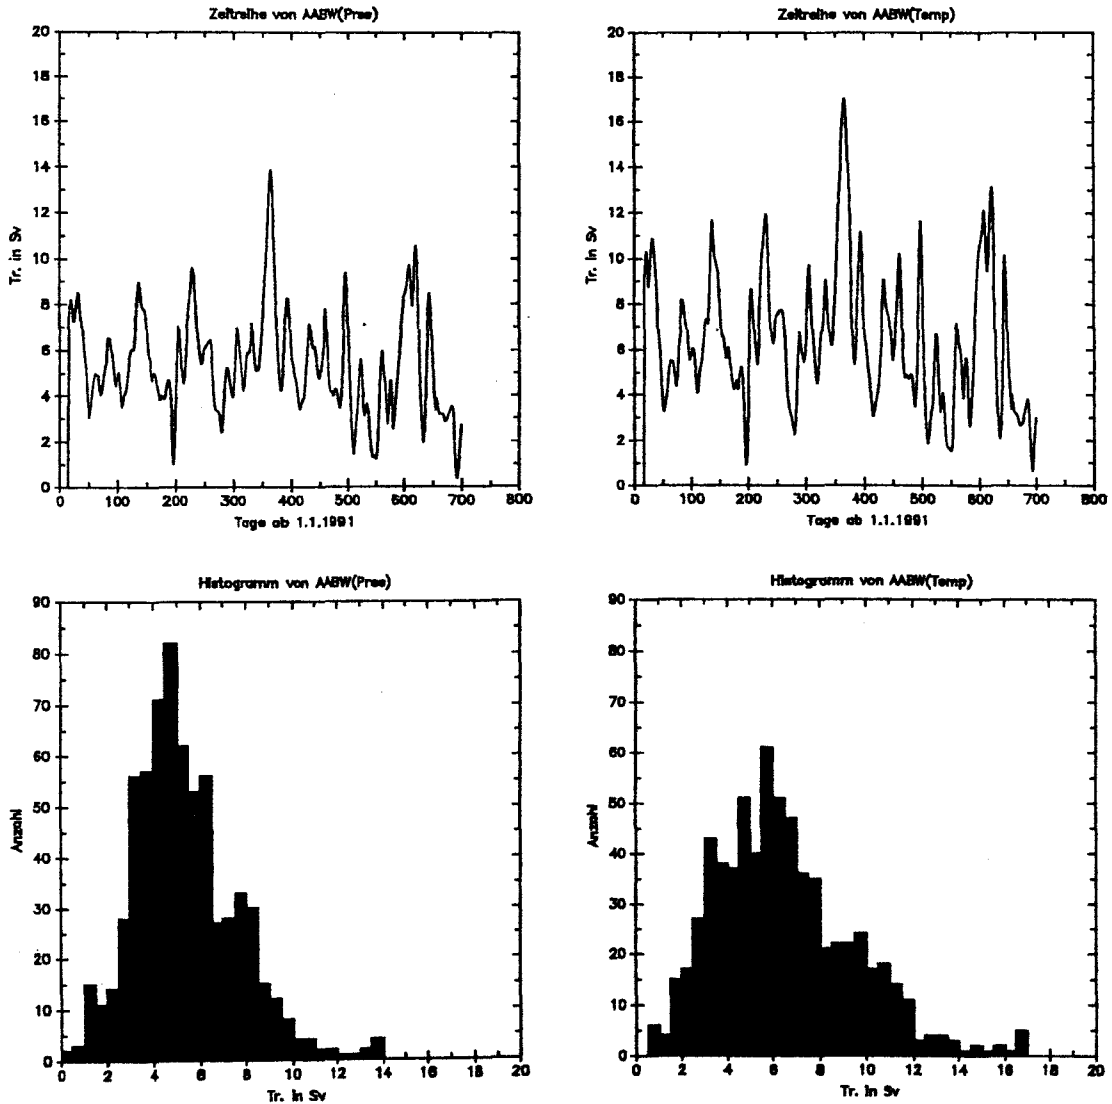 Zeitreihe von AABW(Pres)
20
18
16
14
12
10
8
6
4
2
0
Tr. in Sv
0 100 200 300 400 500 600 700 800
Tage ab 1.1.1991
Zeitreihe von AABW(Temp)
20
18
16
14
12
10
8
6
4
2
0
Tr. in Sv
0 100 200 300 400 500 600 700 800
Tage ab 1.1.1991
Histogramm von AABW(Pres)
90
80
70
60
50
40
30
20
10
0
Anzahl
0 2 4 6 8 10 12 14 16 18 20
Tr. in Sv
Histogramm von AABW(Temp)
90
80
70
60
50
40
30
20
10
0
Anzahl
0 2 4 6 8 10 12 14 16 18 20
Tr. in Sv